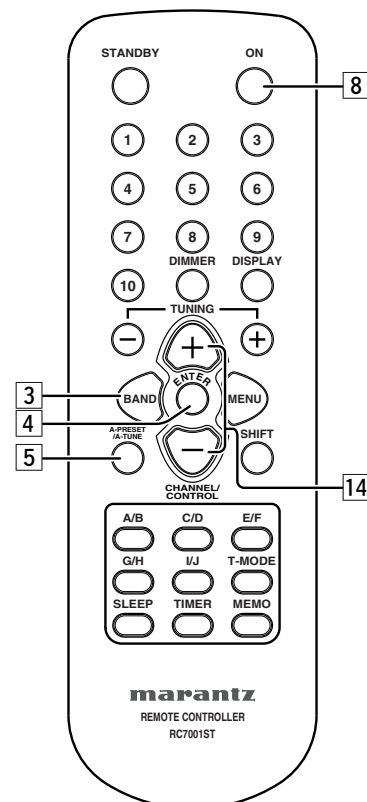 STANDBY ON
8
1 2 3
4 5 6
7 8 9
DIMMER DISPLAY
10
TUNING
− + +
ENTER
3 BAND MENU
4
A-PRESET
/A-TUNE SHIFT
5 −
14
CHANNEL/
CONTROL
A/B C/D E/F
G/H I/J T-MODE
SLEEP TIMER MEMO
marantz
REMOTE CONTROLLER
RC7001ST